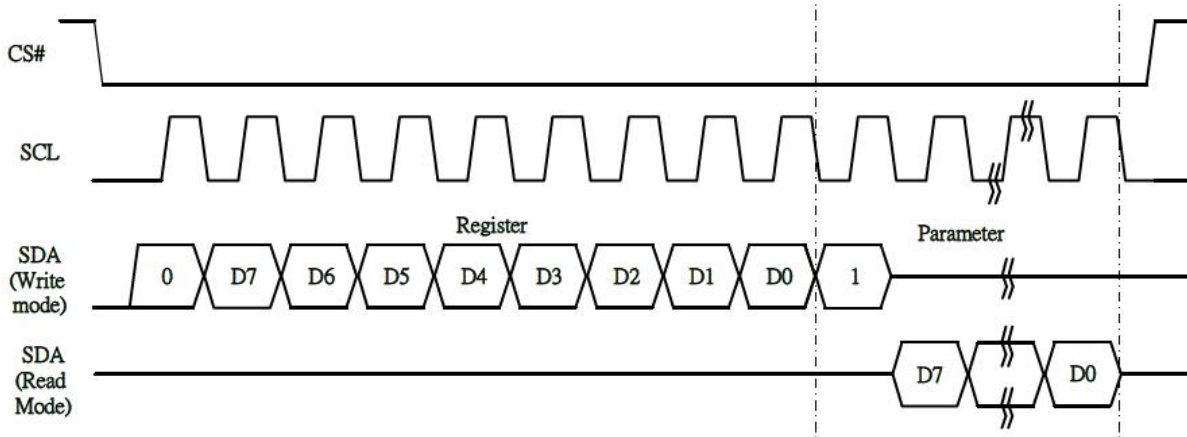 CS#
SCL
Register
Parameter
SDA
(Write
mode)
0 D7 D6 D5 D4 D3 D2 D1 D0 1
SDA
(Read
Mode)
D7 D0